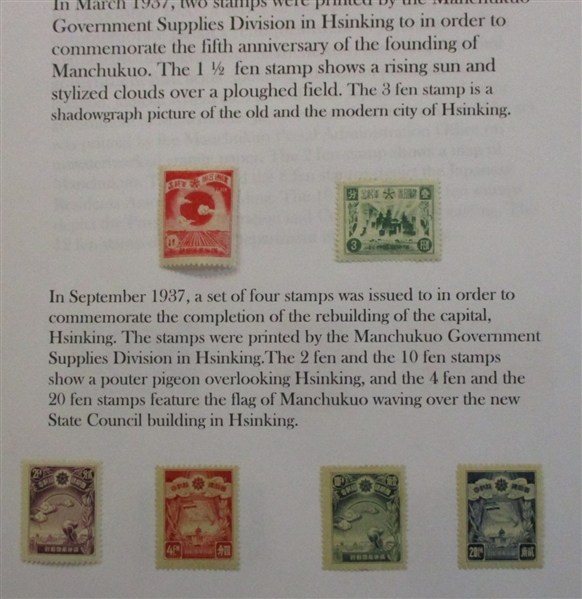 In March 1937, two stamps were printed by the Manchukuo
Government Supplies Division in Hsinking to in order to
commemorate the fifth anniversary of the founding of
Manchukuo. The 1 ½ fen stamp shows a rising sun and
stylized clouds over a ploughed field. The 3 fen stamp is a
shadowgraph picture of the old and the modern city of Hsinking.
分
3
In September 1937, a set of four stamps was issued to in order to
commemorate the completion of the rebuilding of the capital,
Hsinking. The stamps were printed by the Manchukuo Government
Supplies Division in Hsinking.The 2 fen and the 10 fen stamps
show a pouter pigeon overlooking Hsinking, and the 4 fen and the
20 fen stamps feature the flag of Manchukuo waving over the new
State Council building in Hsinking.